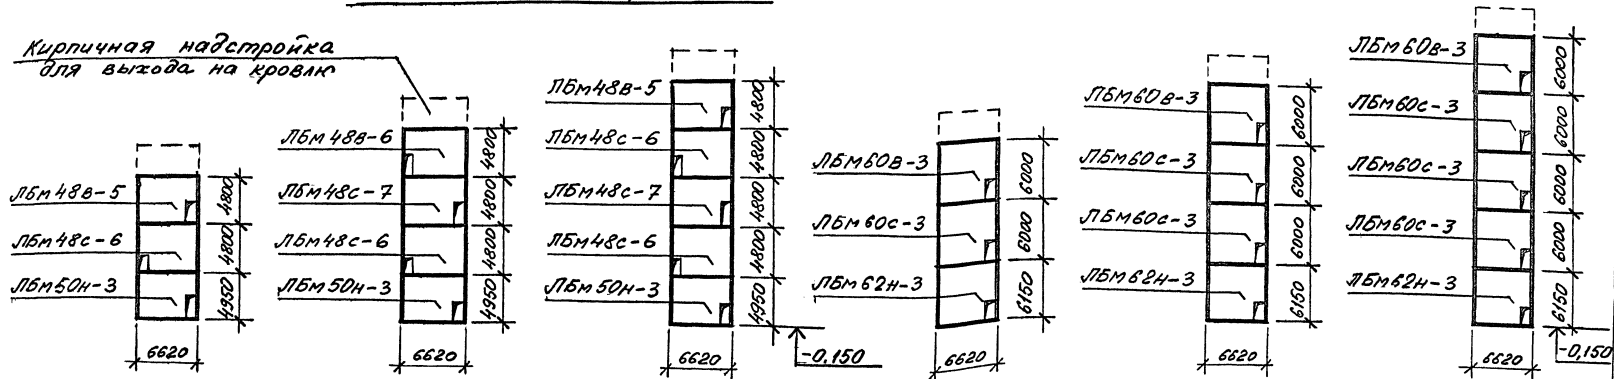 Кирпичная надстройка
для выхода на кровлю
ЛБм48в-5
ЛБм48с-6
ЛБм50н-3
4800
4800
4950
6620
ЛБм48в-6
ЛБм48с-7
ЛБм48с-6
ЛБм50н-3
4800
4800
4800
4950
6620
ЛБм48в-5
ЛБм48с-6
ЛБм48с-7
ЛБм48с-6
ЛБм50н-3
4800
4800
4800
4800
4950
6620
-0,150
ЛБм60в-3
ЛБм60с-3
ЛБм62н-3
6000
6000
6150
6620
ЛБм60в-3
ЛБм60с-3
ЛБм60с-3
ЛБм62н-3
6000
6000
6000
6150
6620
ЛБм60в-3
ЛБм60с-3
ЛБм60с-3
ЛБм60с-3
ЛБм62н-3
6000
6000
6000
6000
6150
6620
-0,150